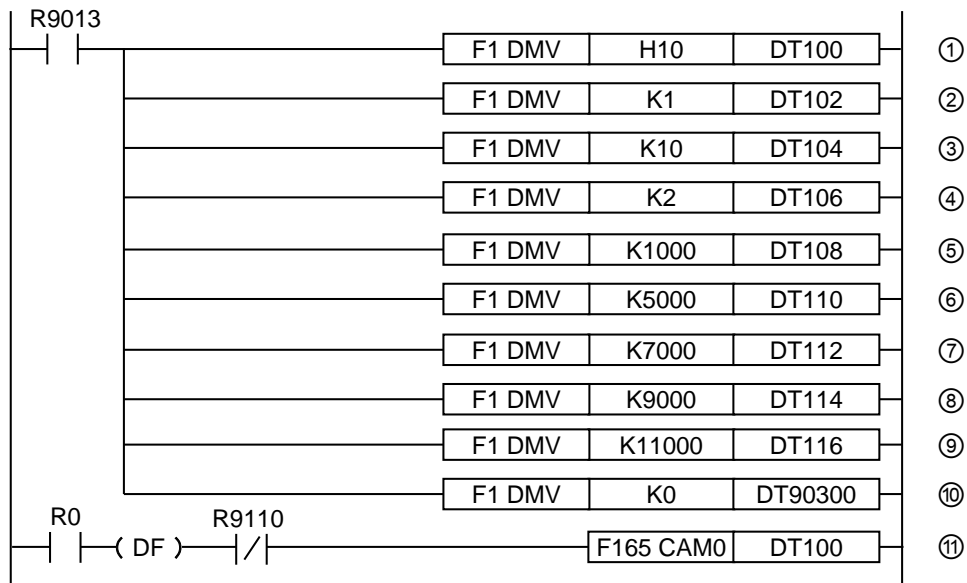 R9013
F1 DMV H10 DT100 ①
F1 DMV K1 DT102 ②
F1 DMV K10 DT104 ③
F1 DMV K2 DT106 ④
F1 DMV K1000 DT108 ⑤
F1 DMV K5000 DT110 ⑥
F1 DMV K7000 DT112 ⑦
F1 DMV K9000 DT114 ⑧
F1 DMV K11000 DT116 ⑨
F1 DMV K0 DT90300 ⑩
R0 R9110
( DF ) F165 CAM0 DT100 ⑪